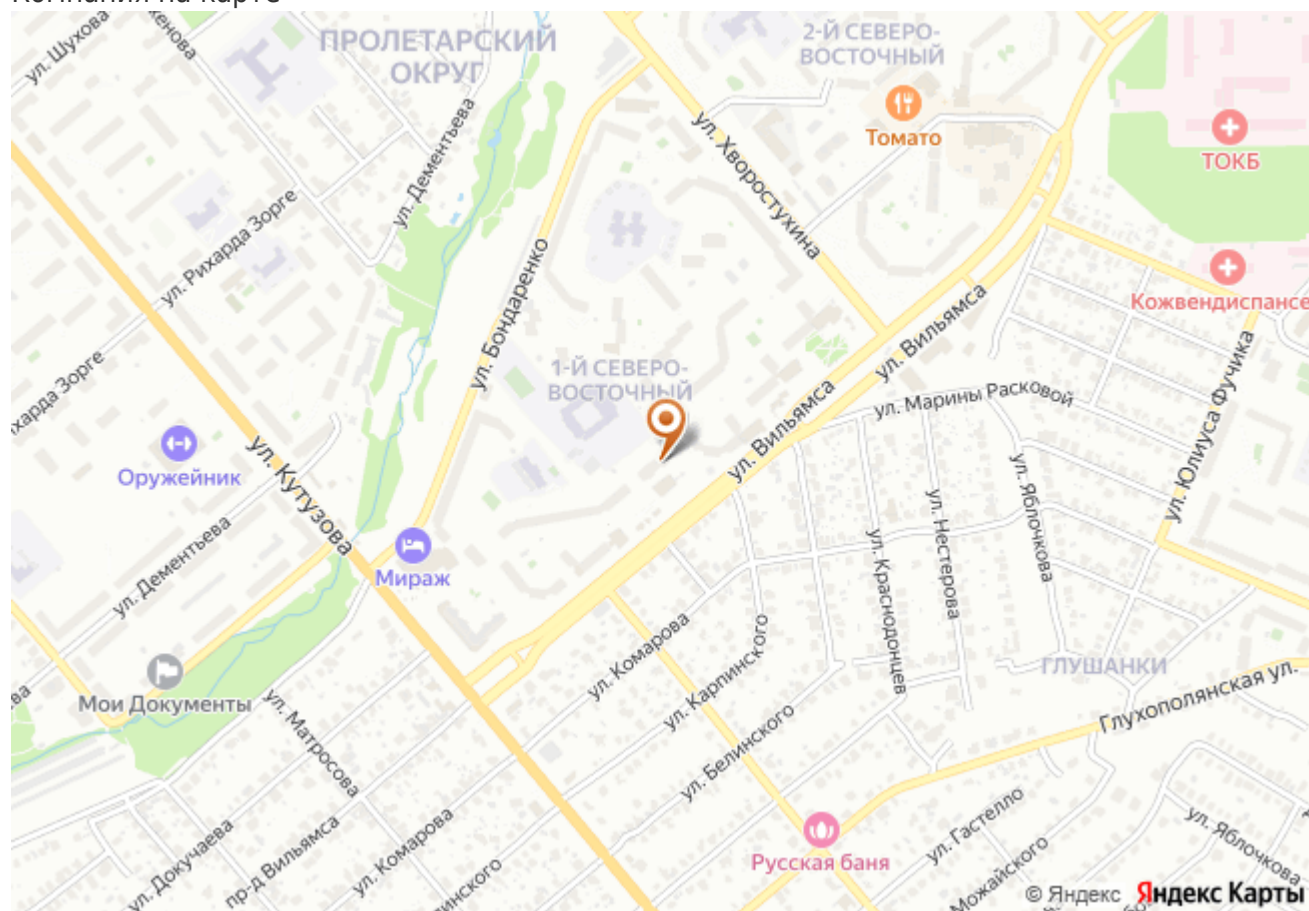 ул. Шухова
ПРОЛЕТАРСКИЙ
ОКРУГ
2-Й СЕВЕРО-
ВОСТОЧНЫЙ
Томато
ТОКБ
ул. Дементьева
ул. Хворостухина
ул. Рихарда Зорге
ул. Бондаренко
Кожвендиспансе
ул. Вильямса
1-Й СЕВЕРО-
ВОСТОЧНЫЙ
ул. Марины Расковой
ул. Юлиуса Фучика
Оружейник
ул. Кутузова
ул. Вильямса
ул. Яблочкова
ул. Нестерова
ул. Краснодонцев
Мираж
ул. Дементьева
ул. Комарова
ул. Карпинского
ГЛУШАНКИ
Мои Документы
Глухополянская ул.
ул. Матросова
ул. Белинского
ул. Докучаева
пр-д Вильямса
ул. Комарова
Русская баня
ул. Гастелло
ул. Яблочкова
Можайского
© Яндекс Яндекс Карты